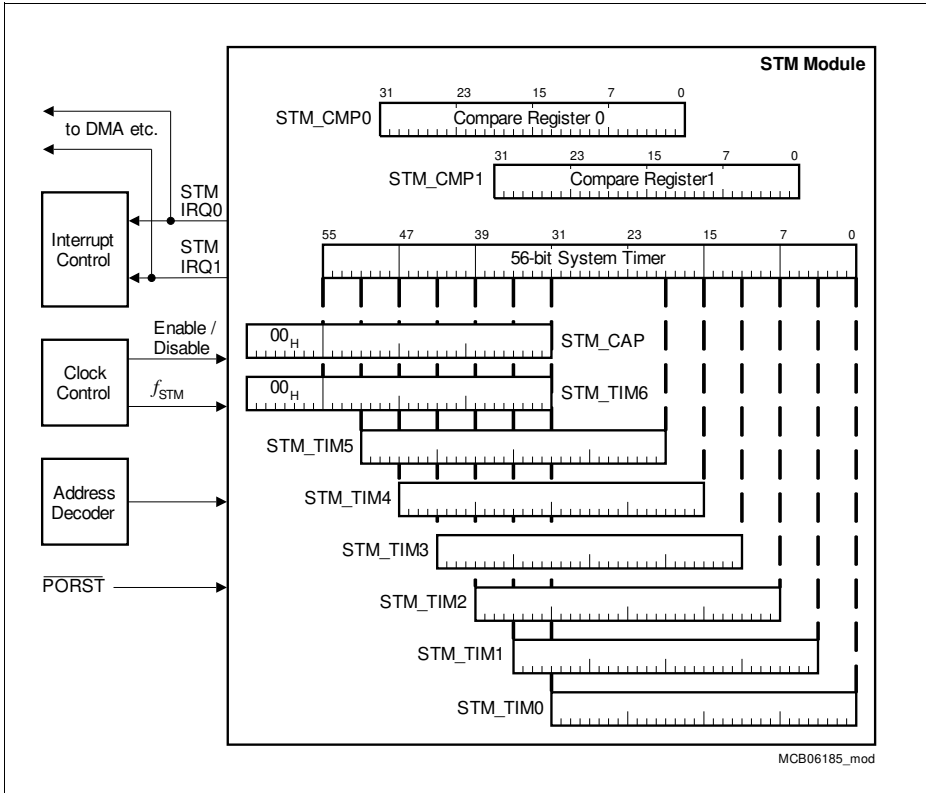 STM Module
31 23 15 7 0
STM_CMP0 Compare Register 0
31 23 15 7 0
STM_CMP1 Compare Register1
to DMA etc.
STM
IRQ0
STM
IRQ1
Interrupt
Control
55 47 39 31 23 15 7 0
56-bit System Timer
Enable /
Disable
Clock
Control
fSTM
00H STM_CAP
00H STM_TIM6
STM_TIM5
Address
Decoder
STM_TIM4
STM_TIM3
PORST
STM_TIM2
STM_TIM1
STM_TIM0
MCB06185_mod